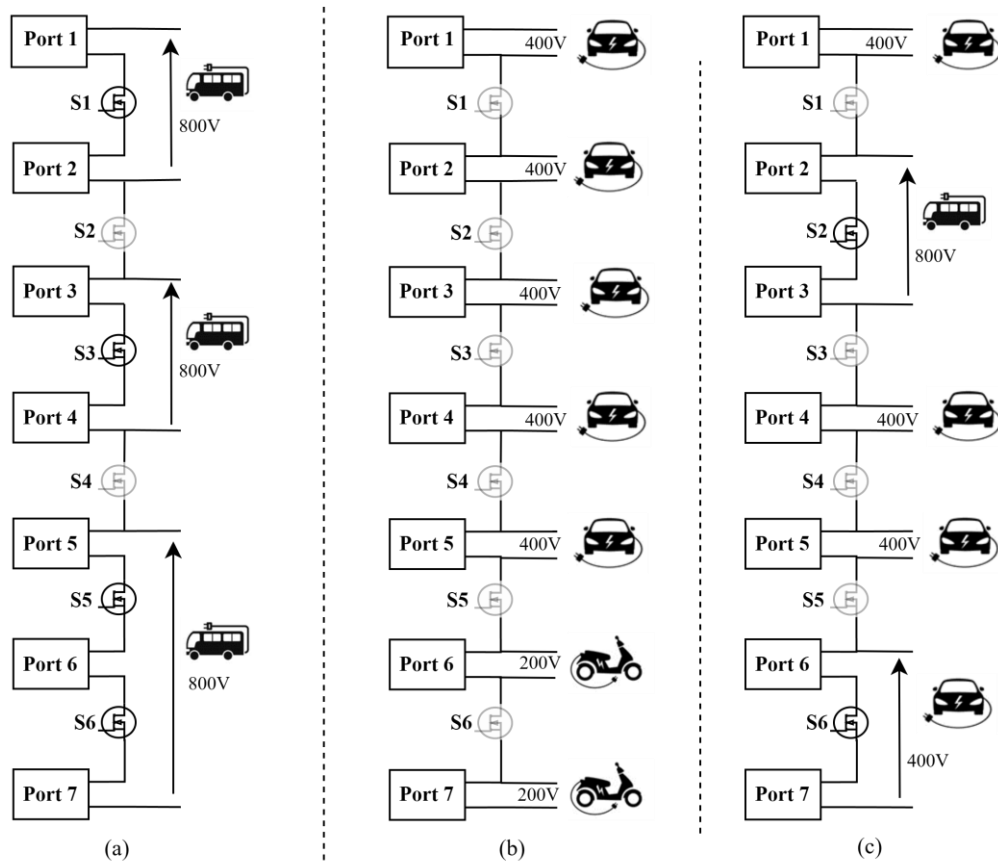 Port 1
S1
800V
Port 2
S2
Port 3
S3
800V
Port 4
S4
Port 5
S5
Port 6
800V
S6
Port 7
(a)
Port 1
400V
S1
Port 2
400V
S2
Port 3
400V
S3
Port 4
400V
S4
Port 5
400V
S5
Port 6
200V
S6
Port 7
200V
(b)
Port 1
400V
S1
Port 2
S2
800V
Port 3
S3
Port 4
400V
S4
Port 5
400V
S5
Port 6
S6
400V
Port 7
(c)